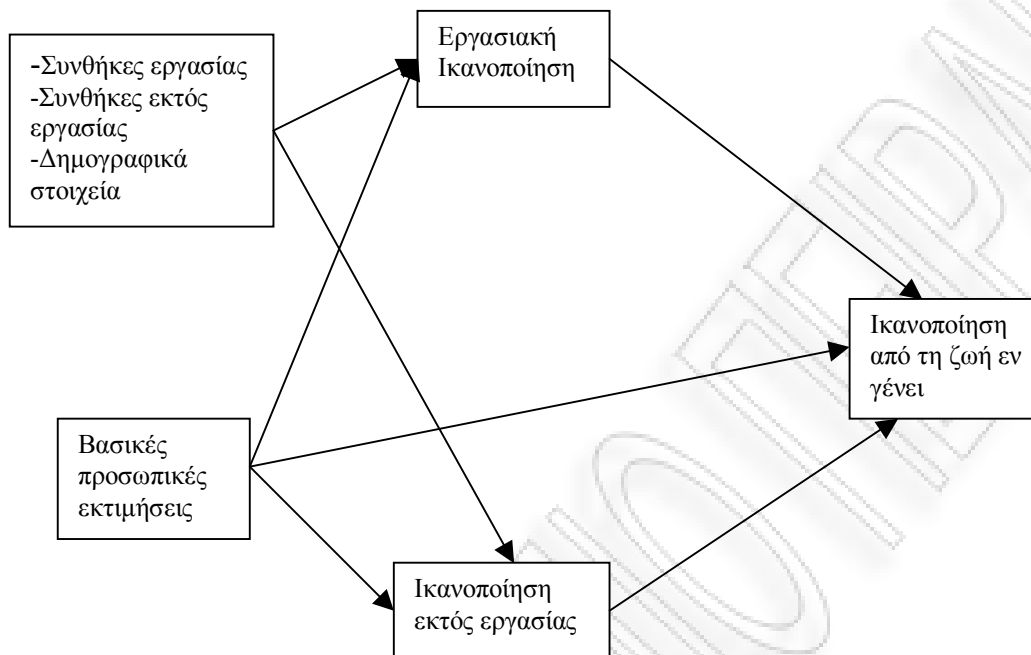 -Συνθήκες εργασίας
-Συνθήκες εκτός
εργασίας
-Δημογραφικά
στοιχεία
Εργασιακή
Ικανοποίηση
Ικανοποίηση
από τη ζωή εν
γένει
Βασικές
προσωπικές
εκτιμήσεις
Ικανοποίηση
εκτός εργασίας